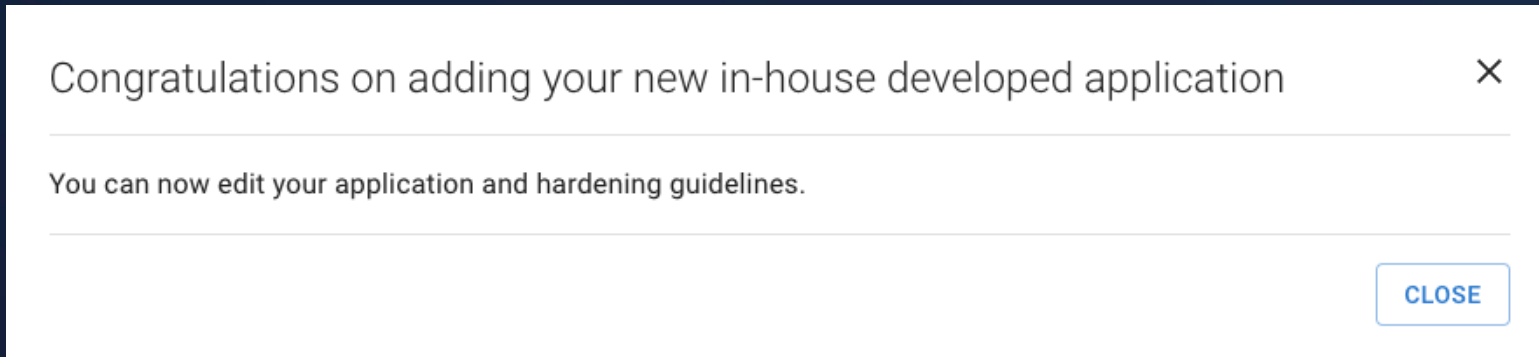 Congratulations on adding your new in-house developed application
You can now edit your application and hardening guidelines.
CLOSE